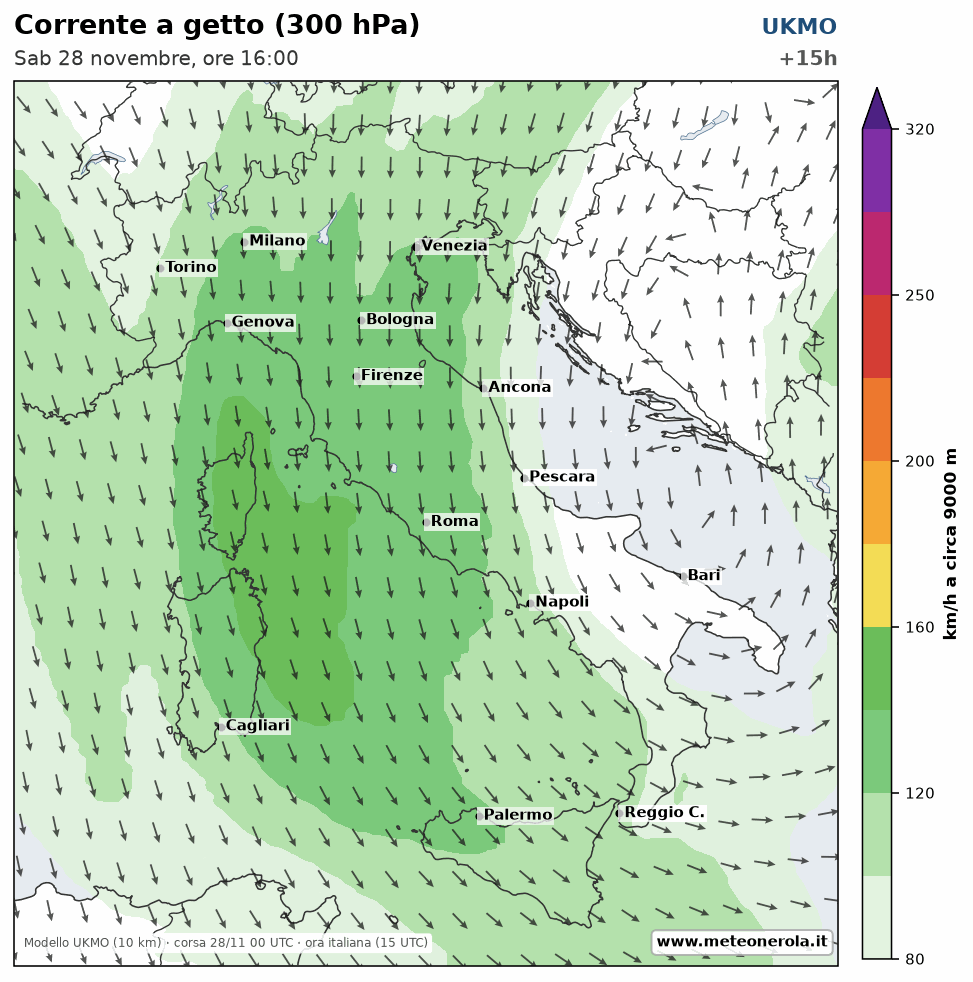 Corrente a getto (300 hPa)
UKMO
Sab 28 novembre, ore 16:00
+15h
Milano
Venezia
Torino
Genova
Bologna
Firenze
Ancona
Pescara
Roma
Bari
Napoli
Cagliari
Palermo
Reggio C.
Modello UKMO (10 km) · corsa 28/11 00 UTC · ora italiana (15 UTC)
www.meteonerola.it
320
250
200
160
120
80
km/h a circa 9000 m